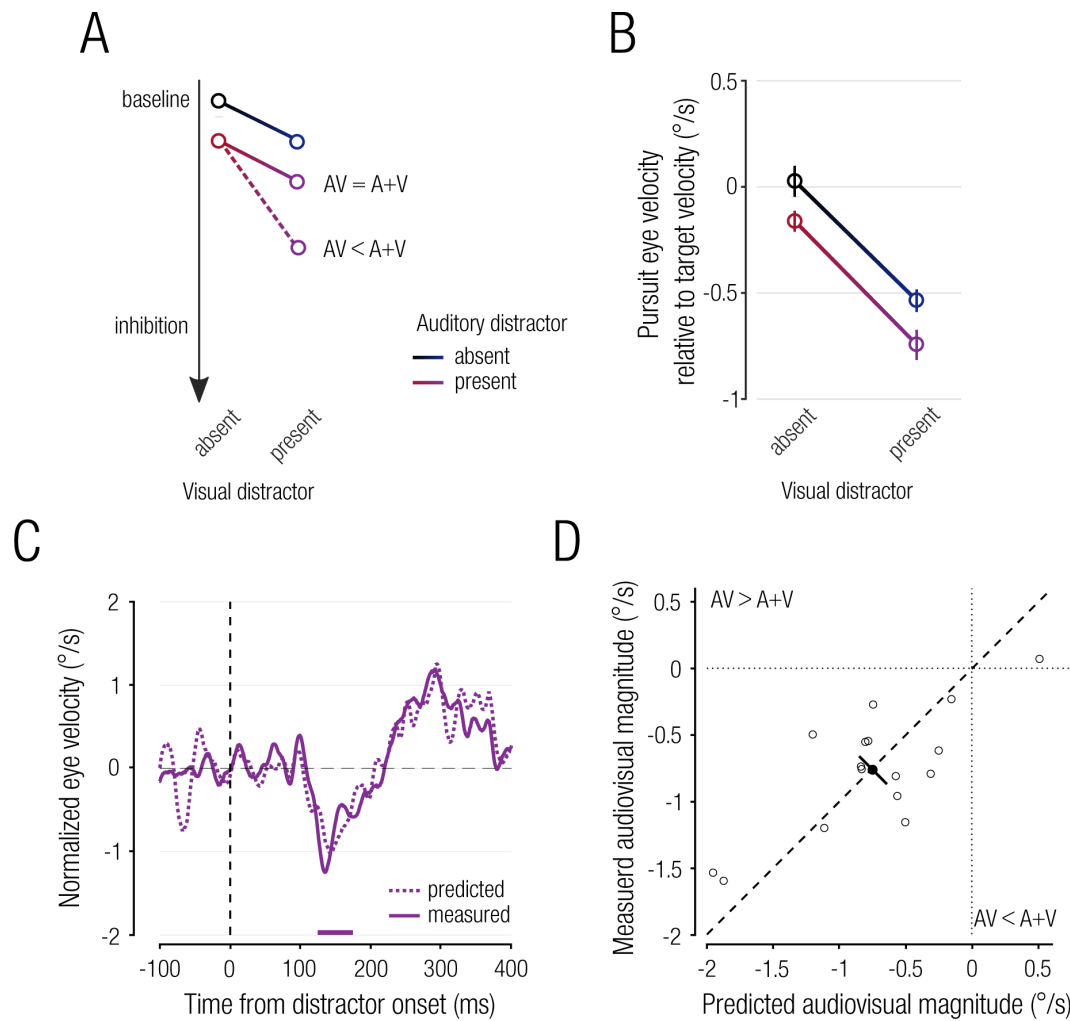 A
baseline
AV = A+V
AV < A+V
inhibition
Auditory distractor
absent
present
absent
present
Visual distractor
B
Pursuit eye velocity
relative to target velocity (°/s)
0.5
0
-0.5
-1
absent
present
Visual distractor
C
Normalized eye velocity (°/s)
2
1
0
-1
-2
predicted
measured
-100
0
100
200
300
400
Time from distractor onset (ms)
D
Measuerd audiovisual magnitude (°/s)
AV > A+V
0.5
0
-0.5
-1
-1.5
-2
AV < A+V
-2
-1.5
-1
-0.5
0
0.5
Predicted audiovisual magnitude (°/s)